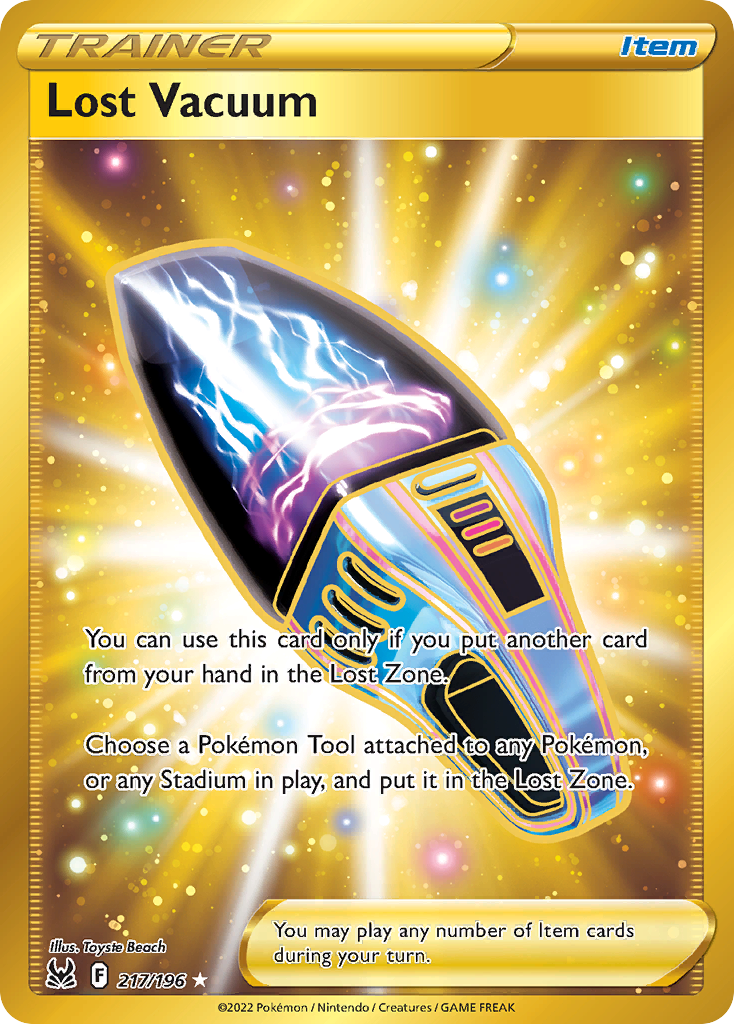 TRAINER
Item
Lost Vacuum
You can use this card only if you put another card
from your hand in the Lost Zone.
Choose a Pokémon Tool attached to any Pokémon,
or any Stadium in play, and put it in the Lost Zone.
You may play any number of Item cards
during your turn.
Illus. Toyste Beach
F 217/196 ★
©2022 Pokémon / Nintendo / Creatures / GAME FREAK